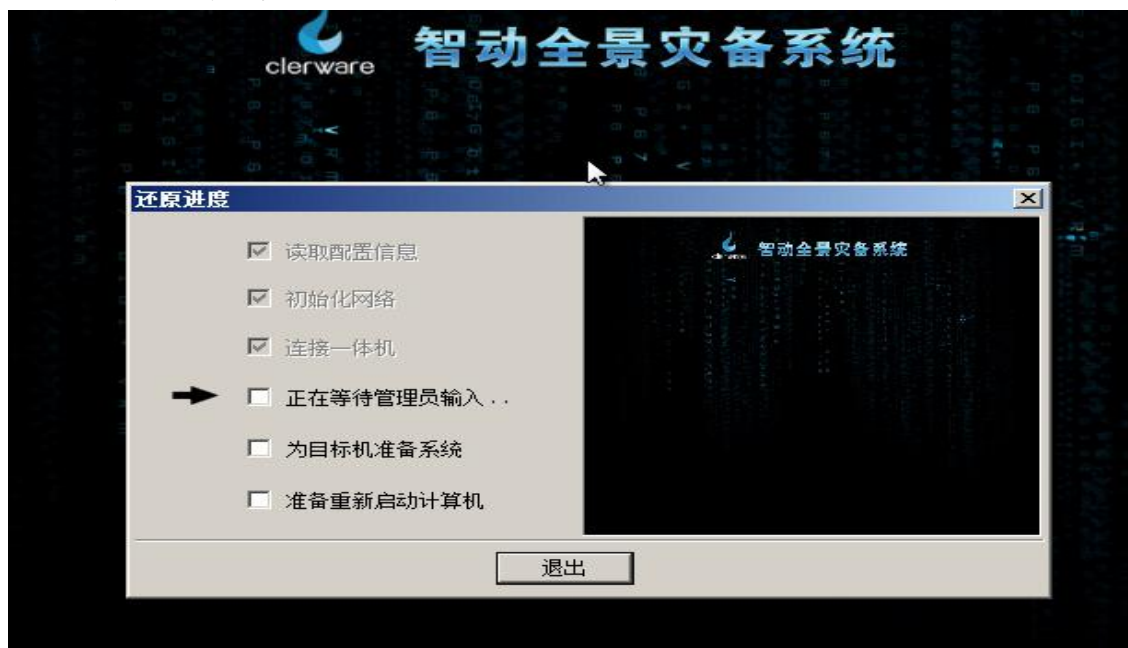 clerware 智动全景灾备系统
还原进度
读取配置信息
智动全景灾备系统
初始化网络
连接一体机
正在等待管理员输入..
为目标机准备系统
准备重新启动计算机
退出